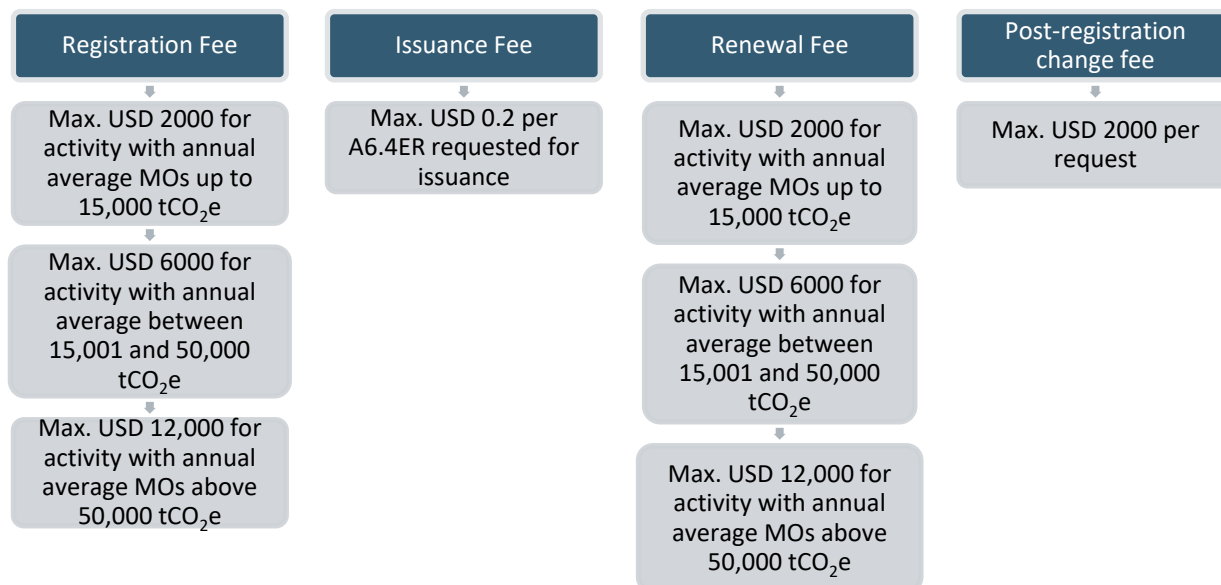 Registration Fee
Max. USD 2000 for
activity with annual
average MOs up to
15,000 tCO₂e
Max. USD 6000 for
activity with annual
average between
15,001 and 50,000
tCO₂e
Max. USD 12,000 for
activity with annual
average MOs above
50,000 tCO₂e
Issuance Fee
Max. USD 0.2 per
A6.4ER requested for
issuance
Renewal Fee
Max. USD 2000 for
activity with annual
average MOs up to
15,000 tCO₂e
Max. USD 6000 for
activity with annual
average between
15,001 and 50,000
tCO₂e
Max. USD 12,000 for
activity with annual
average MOs above
50,000 tCO₂e
Post-registration
change fee
Max. USD 2000 per
request